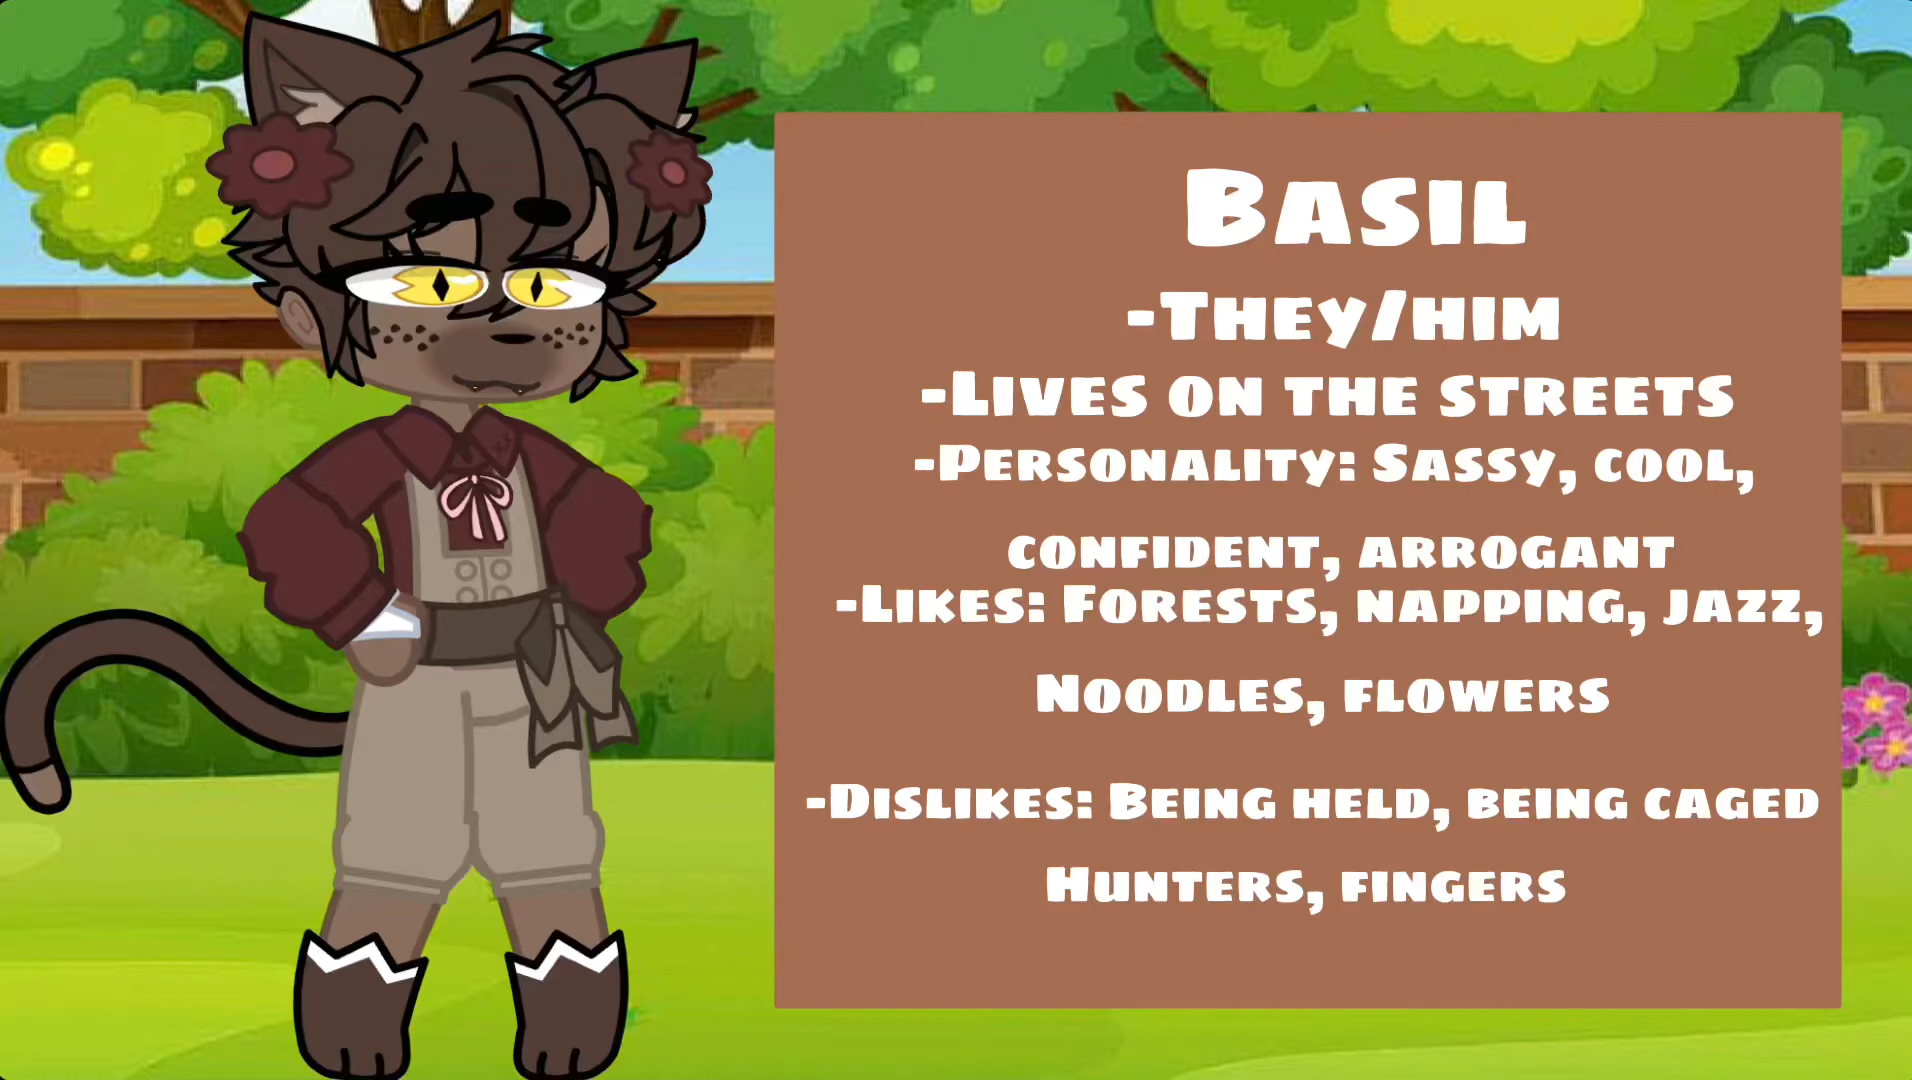 Basil
-They/him
-Lives on the streets
-Personality: Sassy, cool,
confident, arrogant
-Likes: Forests, napping, jazz,
Noodles, flowers
-Dislikes: Being held, being caged
Hunters, fingers